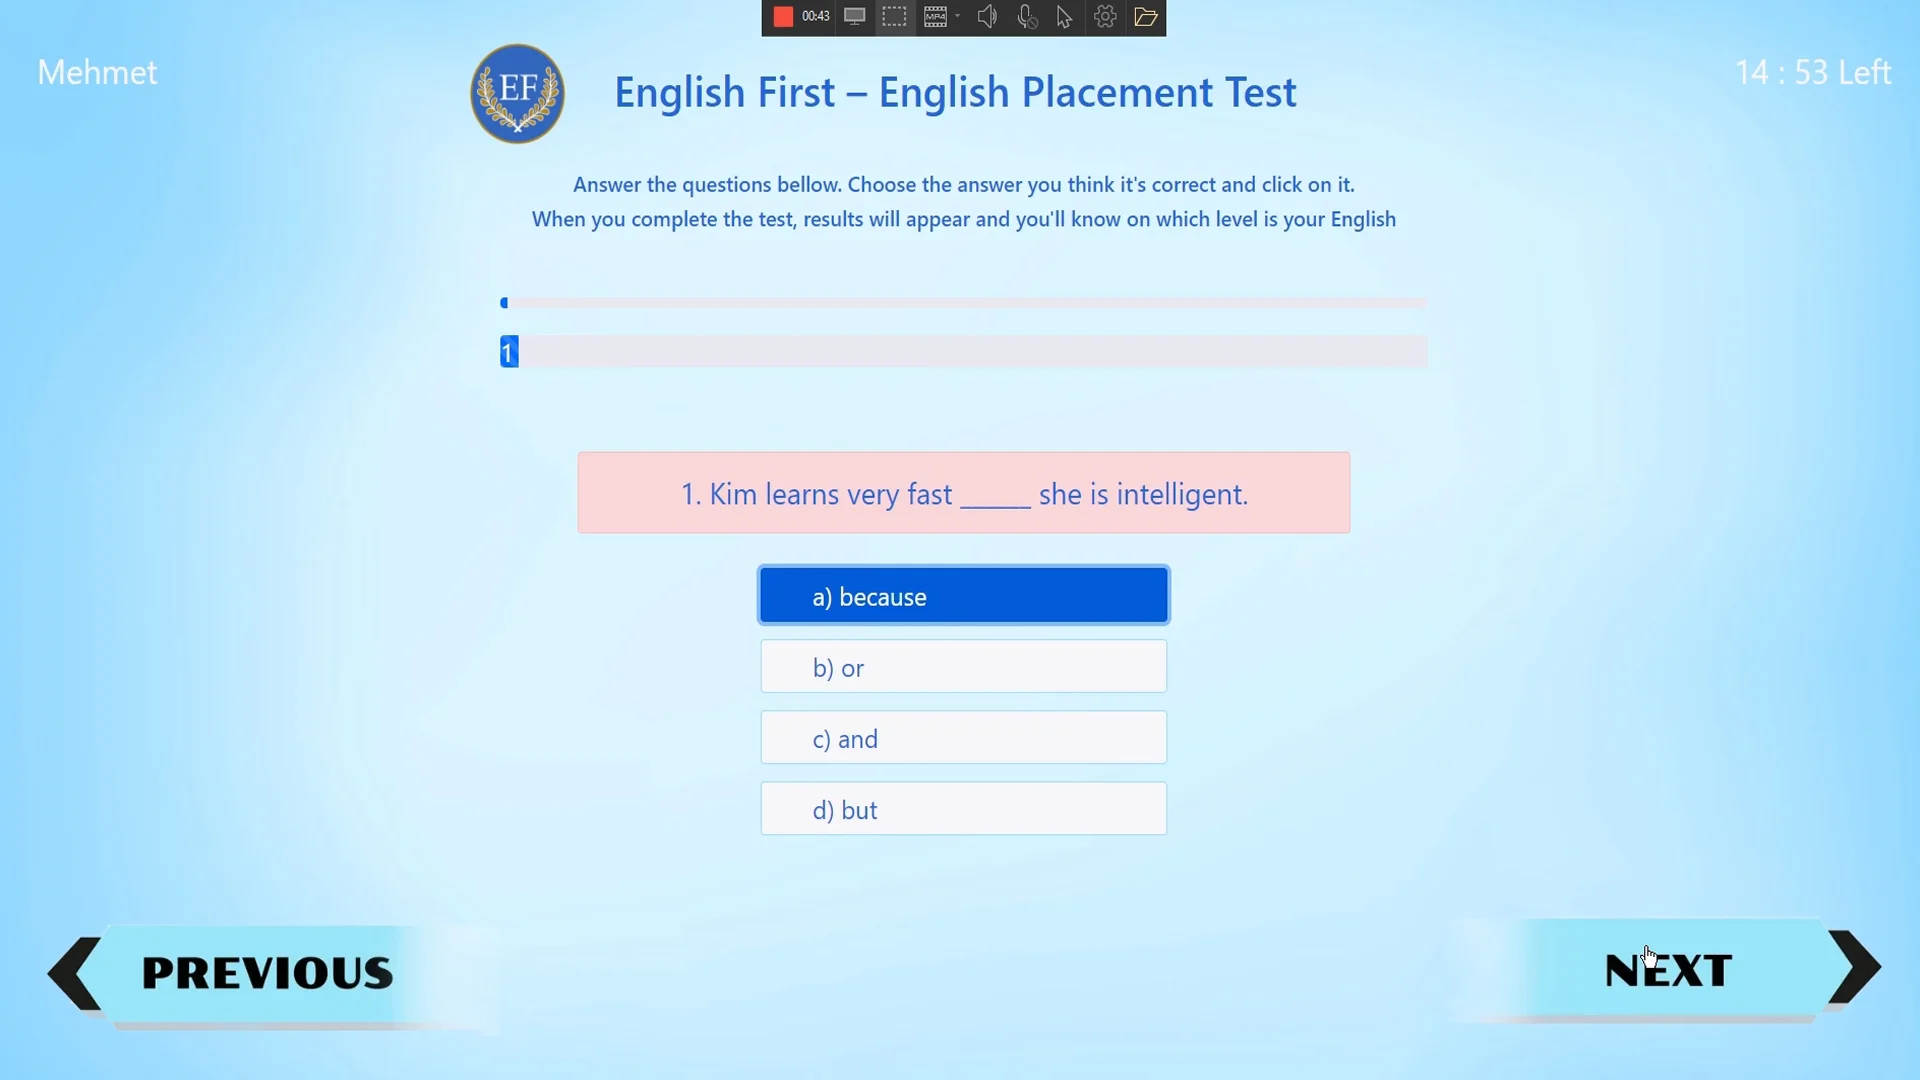 00:43
MP4
Mehmet
14 : 53 Left
EF
English First – English Placement Test
Answer the questions bellow. Choose the answer you think it's correct and click on it.
When you complete the test, results will appear and you'll know on which level is your English
1
1. Kim learns very fast _____ she is intelligent.
a) because
b) or
c) and
d) but
PREVIOUS
NEXT